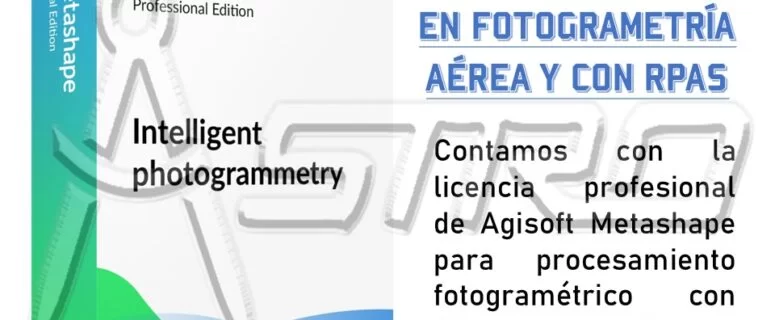 Professional Edition
etashape
al Edition
Intelligent
photogrammetry
ASTRO
EN FOTOGRAMETRÍA
AÉREA Y CON RPAS
Contamos con la
licencia profesional
de Agisoft Metashape
para procesamiento
fotogramétrico con